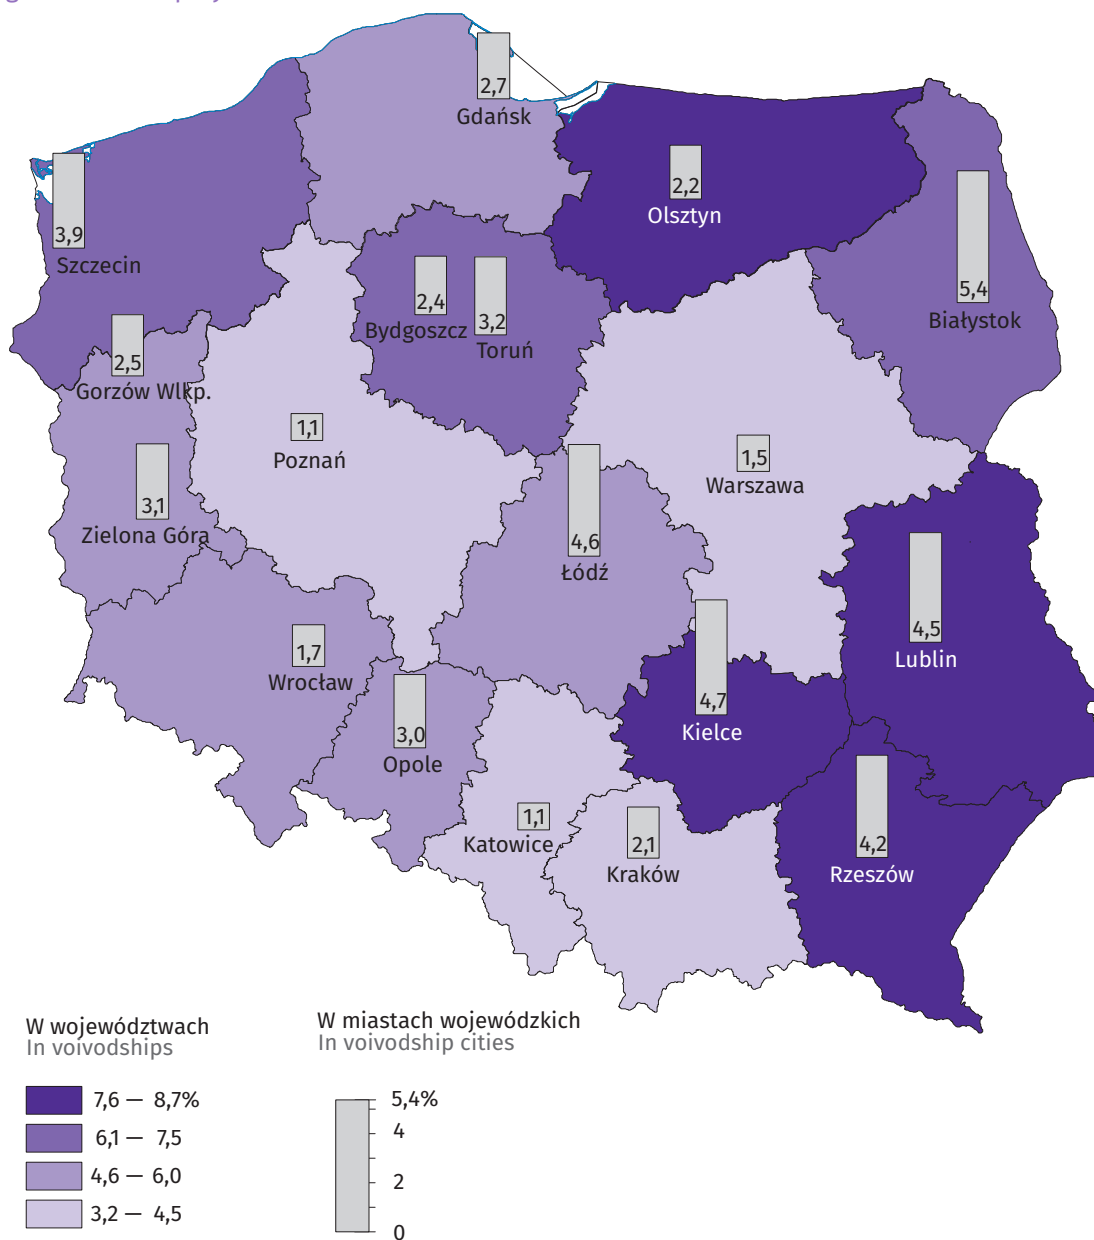 2,7
Gdańsk
2,2
Olsztyn
3,9
Szczecin
5,4
Białystok
2,4
Bydgoszcz
3,2
Toruń
2,5
Gorzów Wlkp.
1,1
Poznań
1,5
Warszawa
3,1
Zielona Góra
4,6
Łódź
4,5
Lublin
1,7
Wrocław
4,7
Kielce
3,0
Opole
1,1
Katowice
2,1
Kraków
4,2
Rzeszów
W województwach
In voivodships
7,6 — 8,7%
6,1 — 7,5
4,6 — 6,0
3,2 — 4,5
W miastach wojewódzkich
In voivodship cities
5,4%
4
2
0